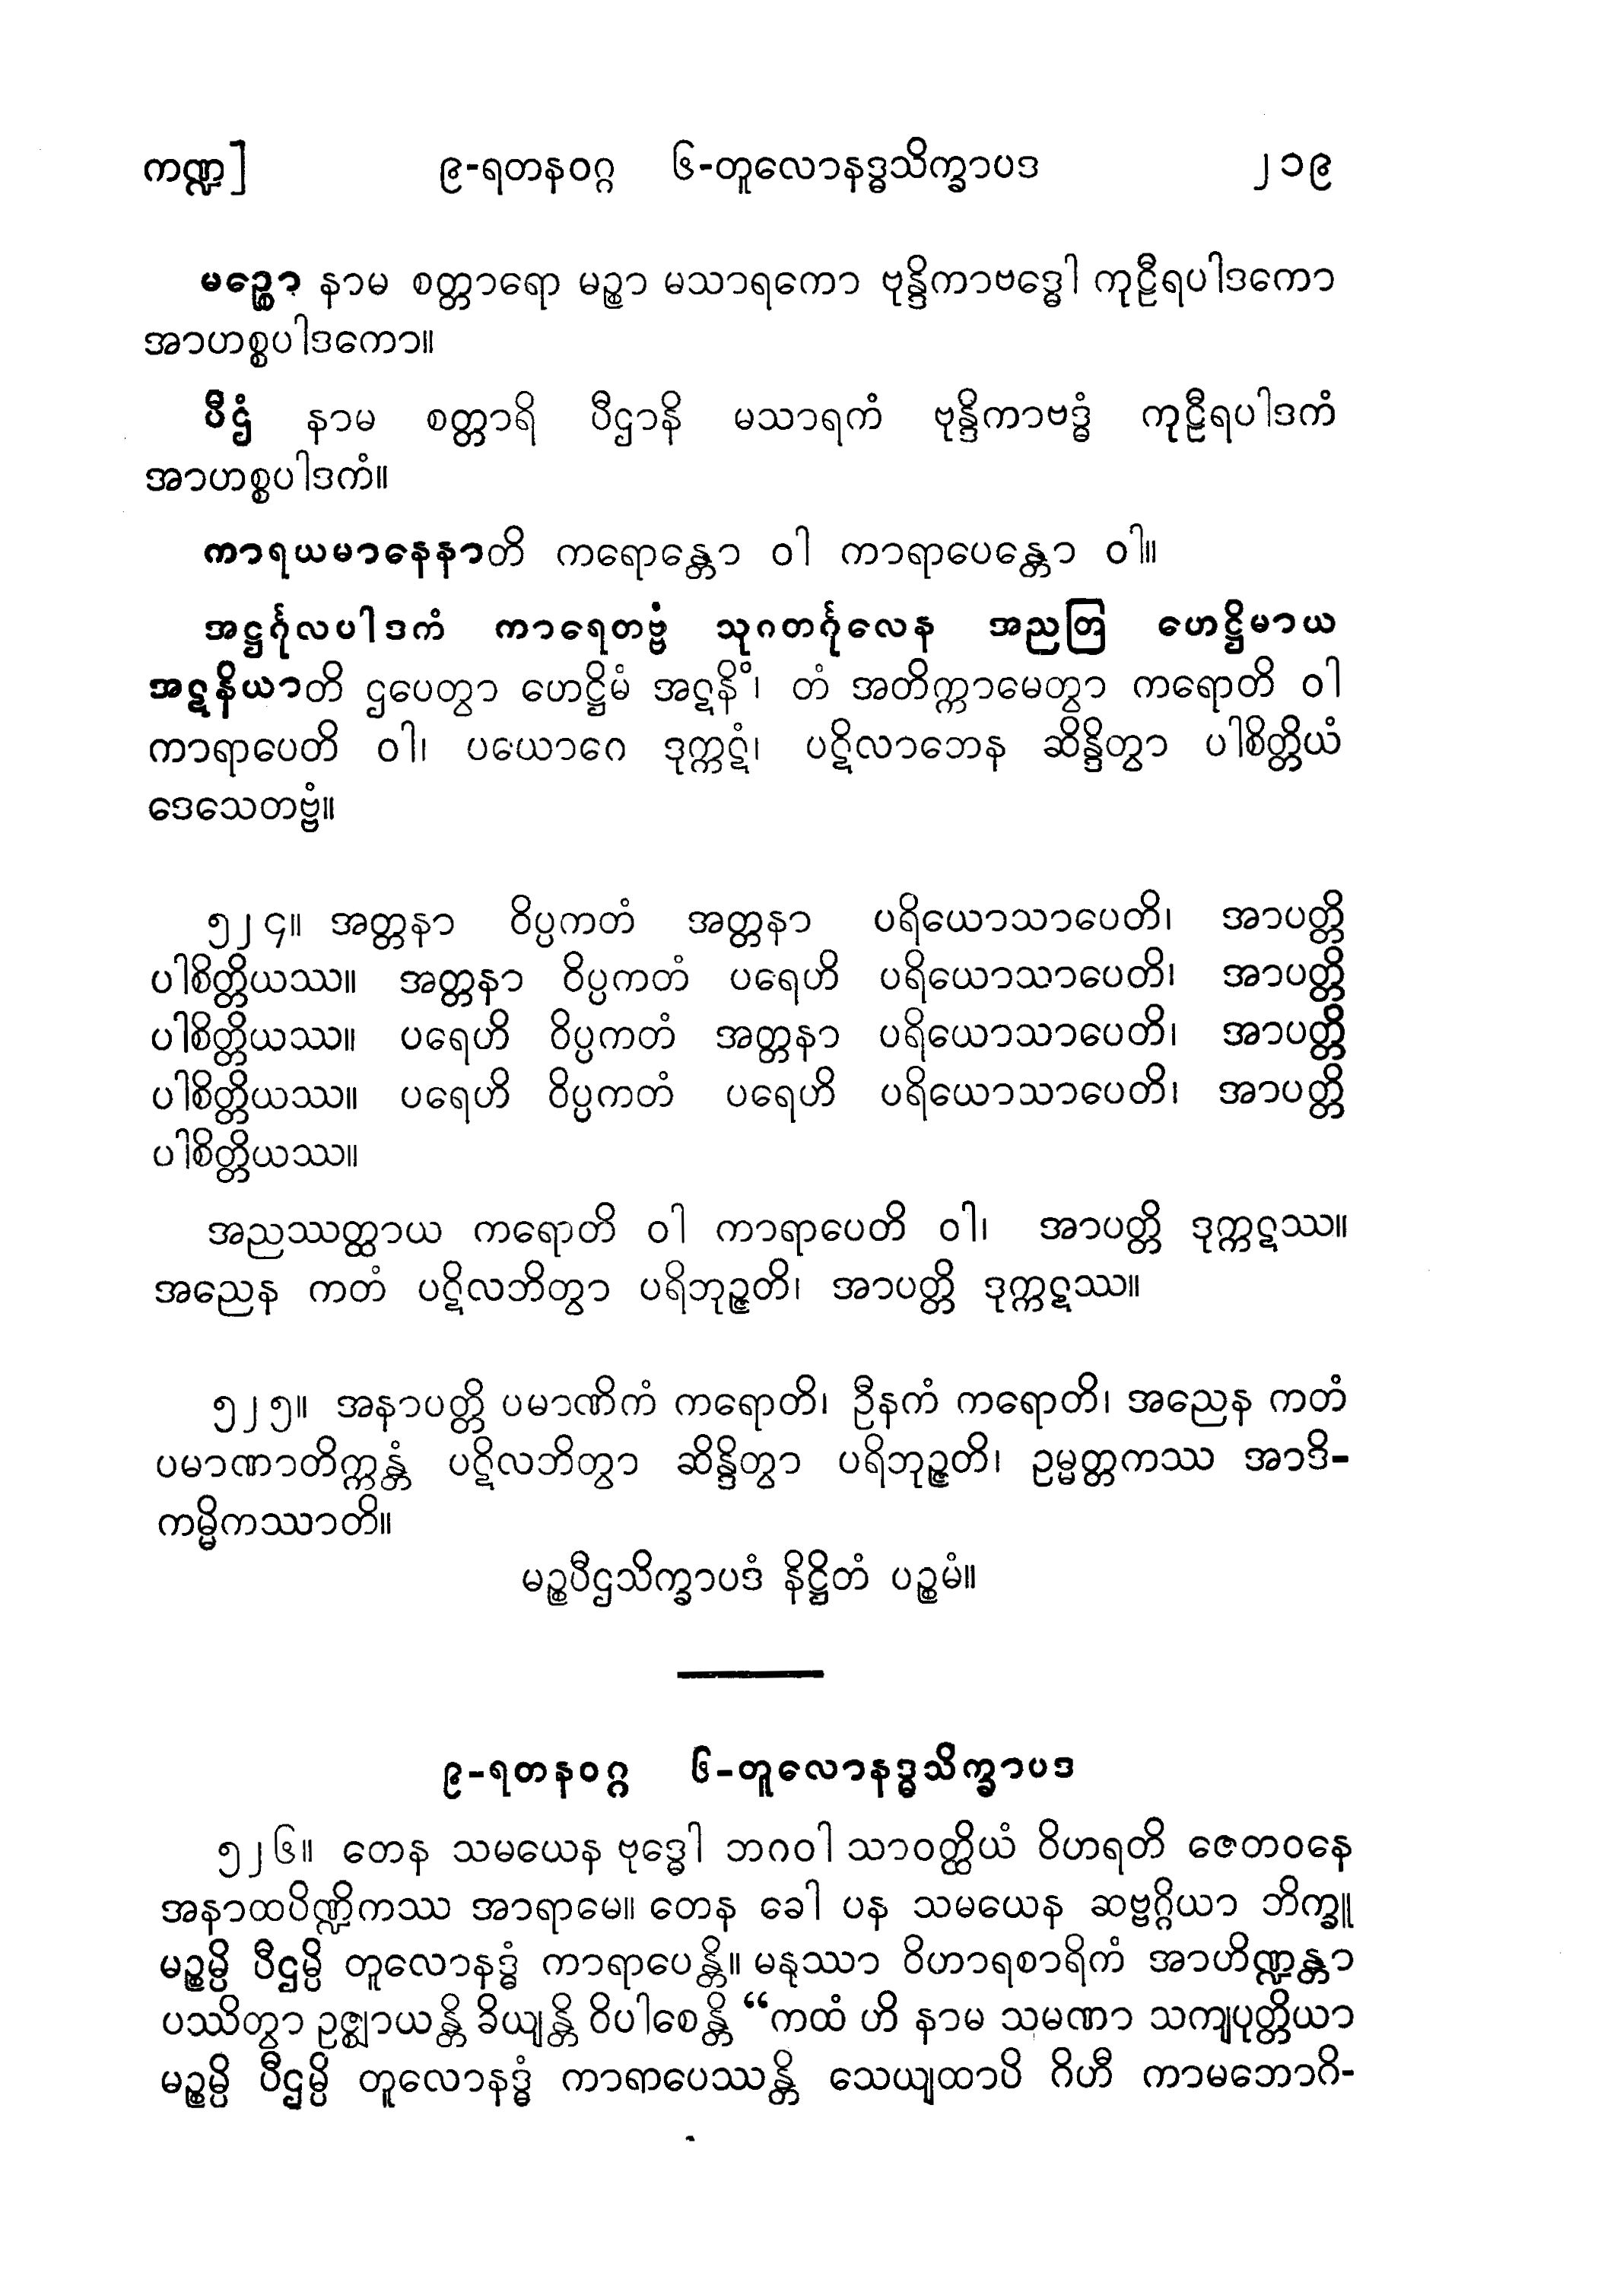 ကဏ္ဍ] ၉-ရတနဝဂ္ဂ ၆-တူလောနဒ္ဓသိက္ခာပဒ ၂၁၉
မဉ္စော နာမ စတ္တာရော မဉ္စာ မသာရကော ဗုန္ဒိကာဗဒ္ဓေါ ကုဠီရပါဒကော
အာဟစ္စပါဒကော။
ပီဌံ နာမ စတ္တာရိ ပီဌာနိ မသာရကံ ဗုန္ဒိကာဗဒ္ဓံ ကုဠီရပါဒကံ
အာဟစ္စပါဒကံ။
ကာရယမာနေနာတိ ကရောန္တော ဝါ ကာရာပေန္တော ဝါ။
အဋ္ဌင်္ဂုလပါဒကံ ကာရေတဗ္ဗံ သုဂတင်္ဂုလေန အညတြ ဟေဋ္ဌိမာယ
အဋနိယာတိ ဌပေတွာ ဟေဋ္ဌိမံ အဋနိံ၊ တံ အတိက္ကာမေတွာ ကရောတိ ဝါ
ကာရာပေတိ ဝါ၊ ပယောဂေ ဒုက္ကဋံ၊ ပဋိလာဘေန ဆိန္ဒိတွာ ပါစိတ္တိယံ
ဒေသေတဗ္ဗံ။
၅၂၄။ အတ္တနာ ဝိပ္ပကတံ အတ္တနာ ပရိယောသာပေတိ၊ အာပတ္တိ
ပါစိတ္တိယဿ။ အတ္တနာ ဝိပ္ပကတံ ပရေဟိ ပရိယောသာပေတိ၊ အာပတ္တိ
ပါစိတ္တိယဿ။ ပရေဟိ ဝိပ္ပကတံ အတ္တနာ ပရိယောသာပေတိ၊ အာပတ္တိ
ပါစိတ္တိယဿ။ ပရေဟိ ဝိပ္ပကတံ ပရေဟိ ပရိယောသာပေတိ၊ အာပတ္တိ
ပါစိတ္တိယဿ။
အညဿတ္ထာယ ကရောတိ ဝါ ကာရာပေတိ ဝါ၊ အာပတ္တိ ဒုက္ကဋဿ။
အညေန ကတံ ပဋိလဘိတွာ ပရိဘုဉ္ဇတိ၊ အာပတ္တိ ဒုက္ကဋဿ။
၅၂၅။ အနာပတ္တိ ပမာဏိကံ ကရောတိ၊ ဦနကံ ကရောတိ၊ အညေန ကတံ
ပမာဏာတိက္ကန္တံ ပဋိလဘိတွာ ဆိန္ဒိတွာ ပရိဘုဉ္ဇတိ၊ ဥမ္မတ္တကဿ အာဒိ-
ကမ္မိကဿာတိ။
မဉ္စပီဌသိက္ခာပဒံ နိဋ္ဌိတံ ပဉ္စမံ။
၉-ရတနဝဂ္ဂ ၆-တူလောနဒ္ဓသိက္ခာပဒ
၅၂၆။ တေန သမယေန ဗုဒ္ဓေါ ဘဂဝါ သာဝတ္ထိယံ ဝိဟရတိ ဇေတဝနေ
အနာထပိဏ္ဍိကဿ အာရာမေ။ တေန ခေါ ပန သမယေန ဆဗ္ဗဂ္ဂိယာ ဘိက္ခူ
မဉ္စမ္ပိ ပီဌမ္ပိ တူလောနဒ္ဓံ ကာရာပေန္တိ။ မနုဿာ ဝိဟာရစာရိကံ အာဟိဏ္ဍန္တာ
ပဿိတွာ ဥဇ္ဈာယန္တိ ခိယျန္တိ ဝိပါစေန္တိ “ကထံ ဟိ နာမ သမဏာ သကျပုတ္တိယာ
မဉ္စမ္ပိ ပီဌမ္ပိ တူလောနဒ္ဓံ ကာရာပေဿန္တိ သေယျထာပိ ဂိဟီ ကာမဘောဂိ-